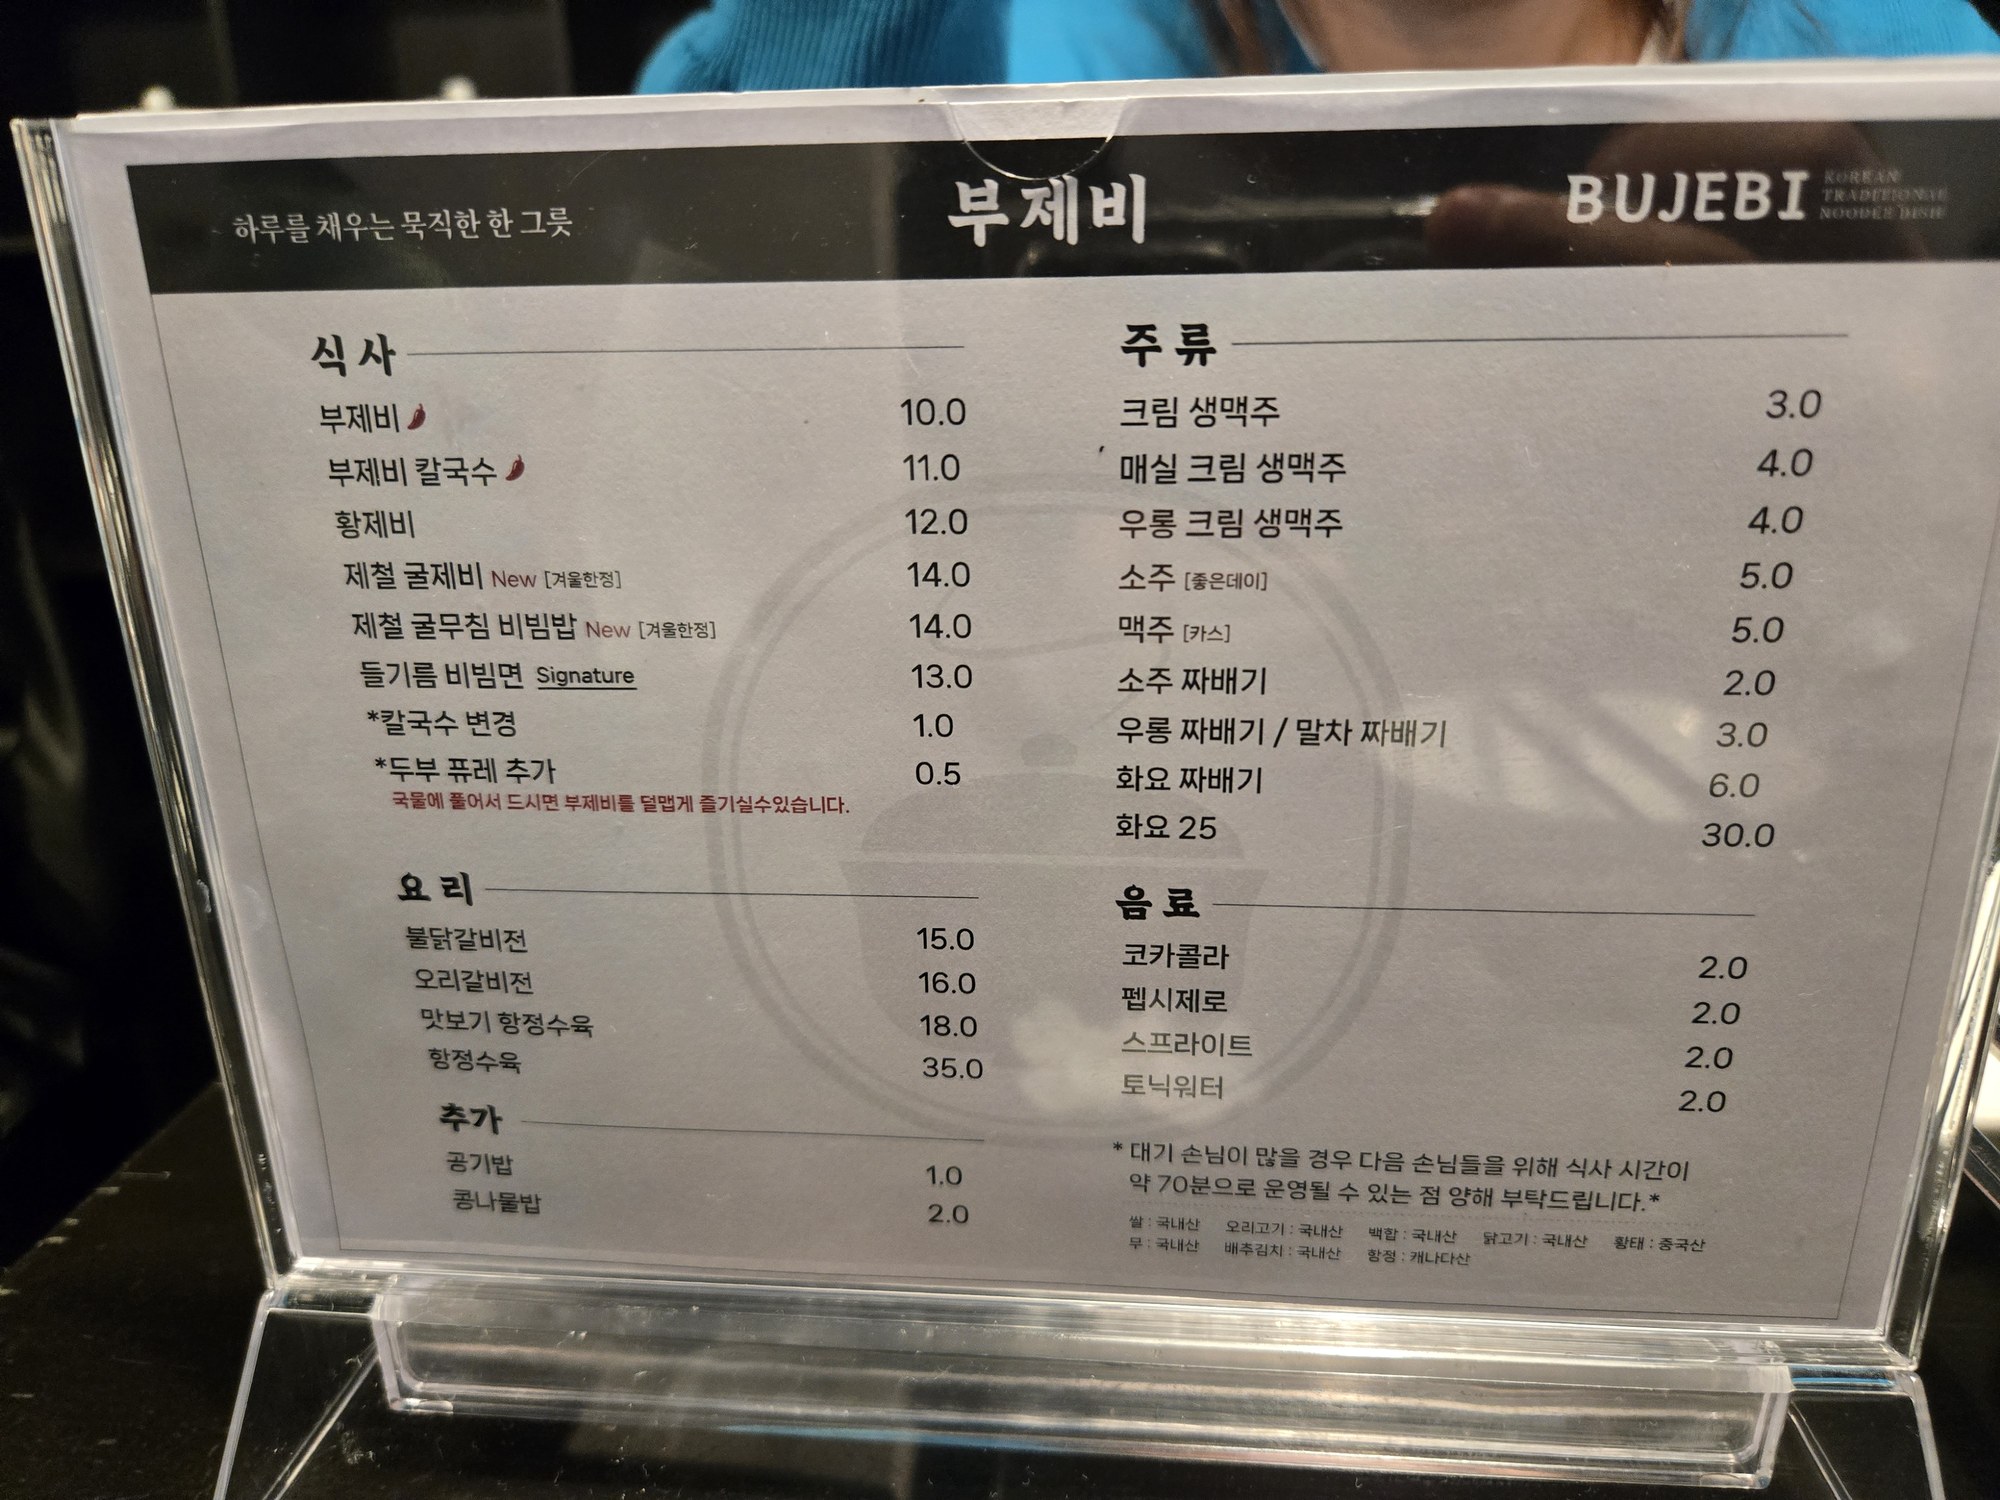 하루를 채우는 묵직한 한 그릇
부제비
BUJEBI
KOREAN
TRADITIONAL
NOODLE DISH
식사
부제비 10.0
부제비 칼국수 11.0
황제비 12.0
제철 굴제비 New [겨울한정] 14.0
제철 굴무침 비빔밥 New [겨울한정] 14.0
들기름 비빔면 Signature 13.0
*칼국수 변경 1.0
*두부 퓨레 추가 0.5
국물에 풀어서 드시면 부제비를 덜맵게 즐기실수있습니다.
요리
불닭갈비전 15.0
오리갈비전 16.0
맛보기 항정수육 18.0
항정수육 35.0
추가
공기밥 1.0
콩나물밥 2.0
주류
크림 생맥주 3.0
매실 크림 생맥주 4.0
우롱 크림 생맥주 4.0
소주 [좋은데이] 5.0
맥주 [카스] 5.0
소주 짜배기 2.0
우롱 짜배기 / 말차 짜배기 3.0
화요 짜배기 6.0
화요 25 30.0
음료
코카콜라 2.0
펩시제로 2.0
스프라이트 2.0
토닉워터 2.0
* 대기 손님이 많을 경우 다음 손님들을 위해 식사 시간이
약 70분으로 운영될 수 있는 점 양해 부탁드립니다.*
쌀 : 국내산 오리고기 : 국내산 백합 : 국내산 닭고기 : 국내산 황태 : 중국산
무 : 국내산 배추김치 : 국내산 항정 : 캐나다산